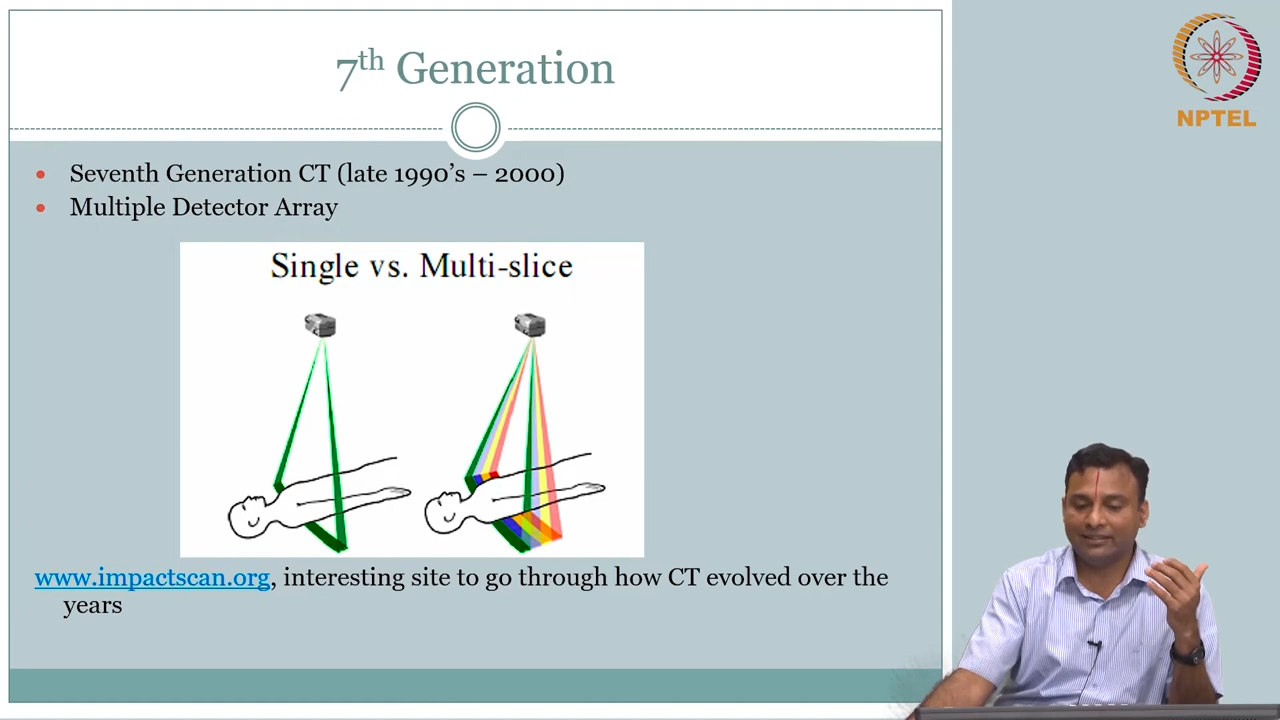 7th Generation
NPTEL
• Seventh Generation CT (late 1990’s – 2000)
• Multiple Detector Array
Single vs. Multi-slice
www.impactscan.org, interesting site to go through how CT evolved over the
years